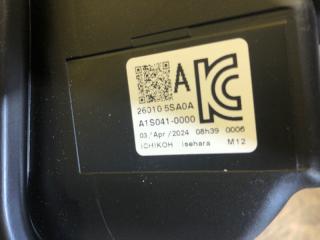 A
26010 5SA0A
A1S041-0000
03/Apr/2024 08h39 0006
ICHIKOH Isehara M12